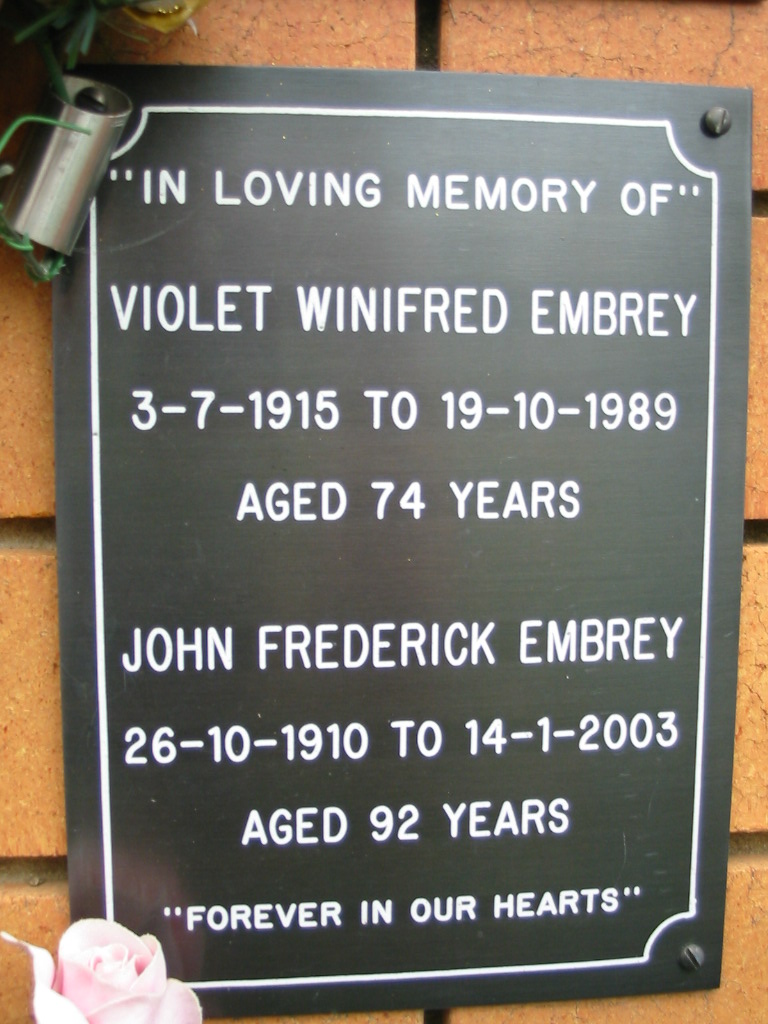 "IN LOVING MEMORY OF"
VIOLET WINIFRED EMBREY
3-7-1915 TO 19-10-1989
AGED 74 YEARS
JOHN FREDERICK EMBREY
26-10-1910 TO 14-1-2003
AGED 92 YEARS
"FOREVER IN OUR HEARTS"